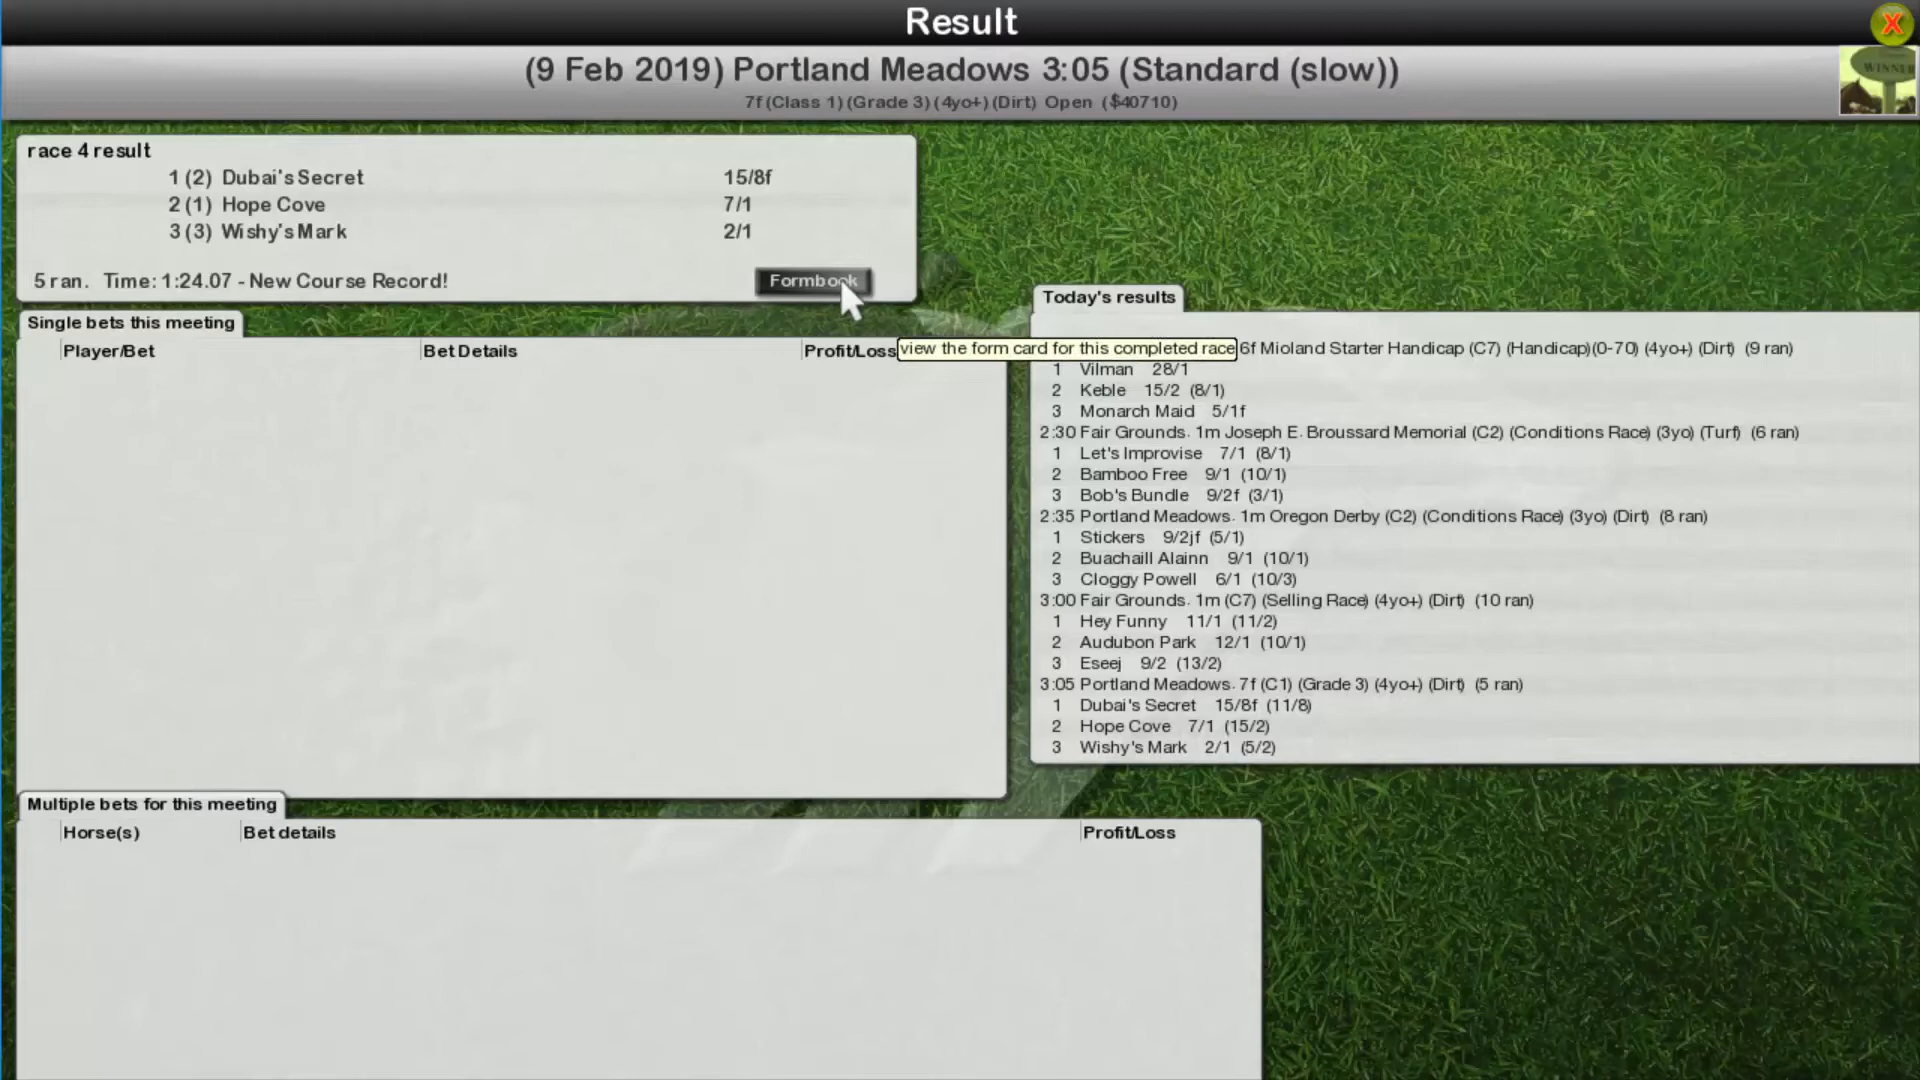 Result
(9 Feb 2019) Portland Meadows 3:05 (Standard (slow))
7f (Class 1) (Grade 3) (4yo+) (Dirt) Open ($40710)
WINNER
race 4 result
1 (2) Dubai's Secret 15/8f
2 (1) Hope Cove 7/1
3 (3) Wishy's Mark 2/1
5 ran. Time: 1:24.07 - New Course Record!
Formbook
Single bets this meeting
Player/Bet Bet Details Profit/Loss
view the form card for this completed race
Today's results
6f Mioland Starter Handicap (C7) (Handicap)(0-70) (4yo+) (Dirt) (9 ran)
1 Vilman 28/1
2 Keble 15/2 (8/1)
3 Monarch Maid 5/1f
2:30 Fair Grounds. 1m Joseph E. Broussard Memorial (C2) (Conditions Race) (3yo) (Turf) (6 ran)
1 Let's Improvise 7/1 (8/1)
2 Bamboo Free 9/1 (10/1)
3 Bob's Bundle 9/2f (3/1)
2:35 Portland Meadows. 1m Oregon Derby (C2) (Conditions Race) (3yo) (Dirt) (8 ran)
1 Stickers 9/2jf (5/1)
2 Buachaill Alainn 9/1 (10/1)
3 Cloggy Powell 6/1 (10/3)
3:00 Fair Grounds. 1m (C7) (Selling Race) (4yo+) (Dirt) (10 ran)
1 Hey Funny 11/1 (11/2)
2 Audubon Park 12/1 (10/1)
3 Eseej 9/2 (13/2)
3:05 Portland Meadows. 7f (C1) (Grade 3) (4yo+) (Dirt) (5 ran)
1 Dubai's Secret 15/8f (11/8)
2 Hope Cove 7/1 (15/2)
3 Wishy's Mark 2/1 (5/2)
Multiple bets for this meeting
Horse(s) Bet details Profit/Loss